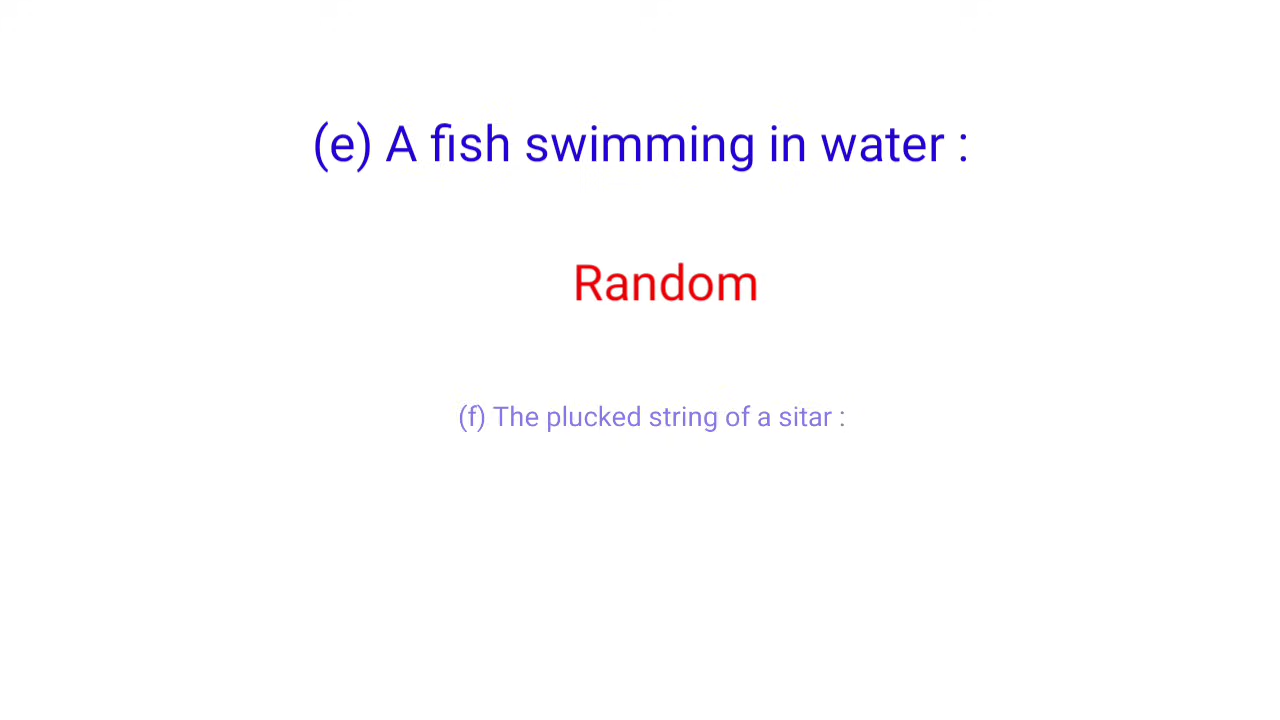 (e) A fish swimming in water :
Random
(f) The plucked string of a sitar :